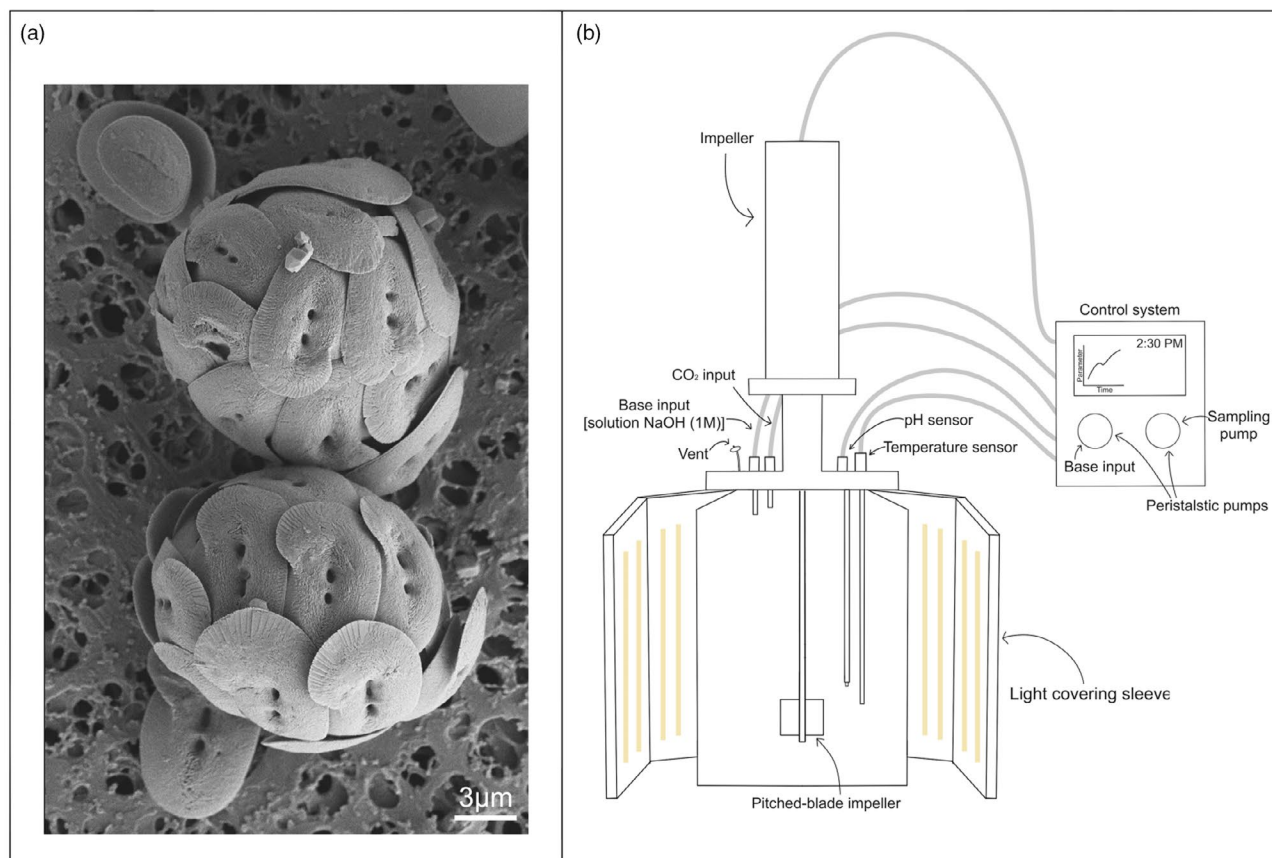 (a)
3µm
(b)
Impeller
Control system
2:30 PM
Parameter
Time
CO₂ input
Base input
[solution NaOH (1M)]
Vent
pH sensor
Temperature sensor
Sampling
pump
Base input
Peristalstic pumps
Light covering sleeve
Pitched-blade impeller